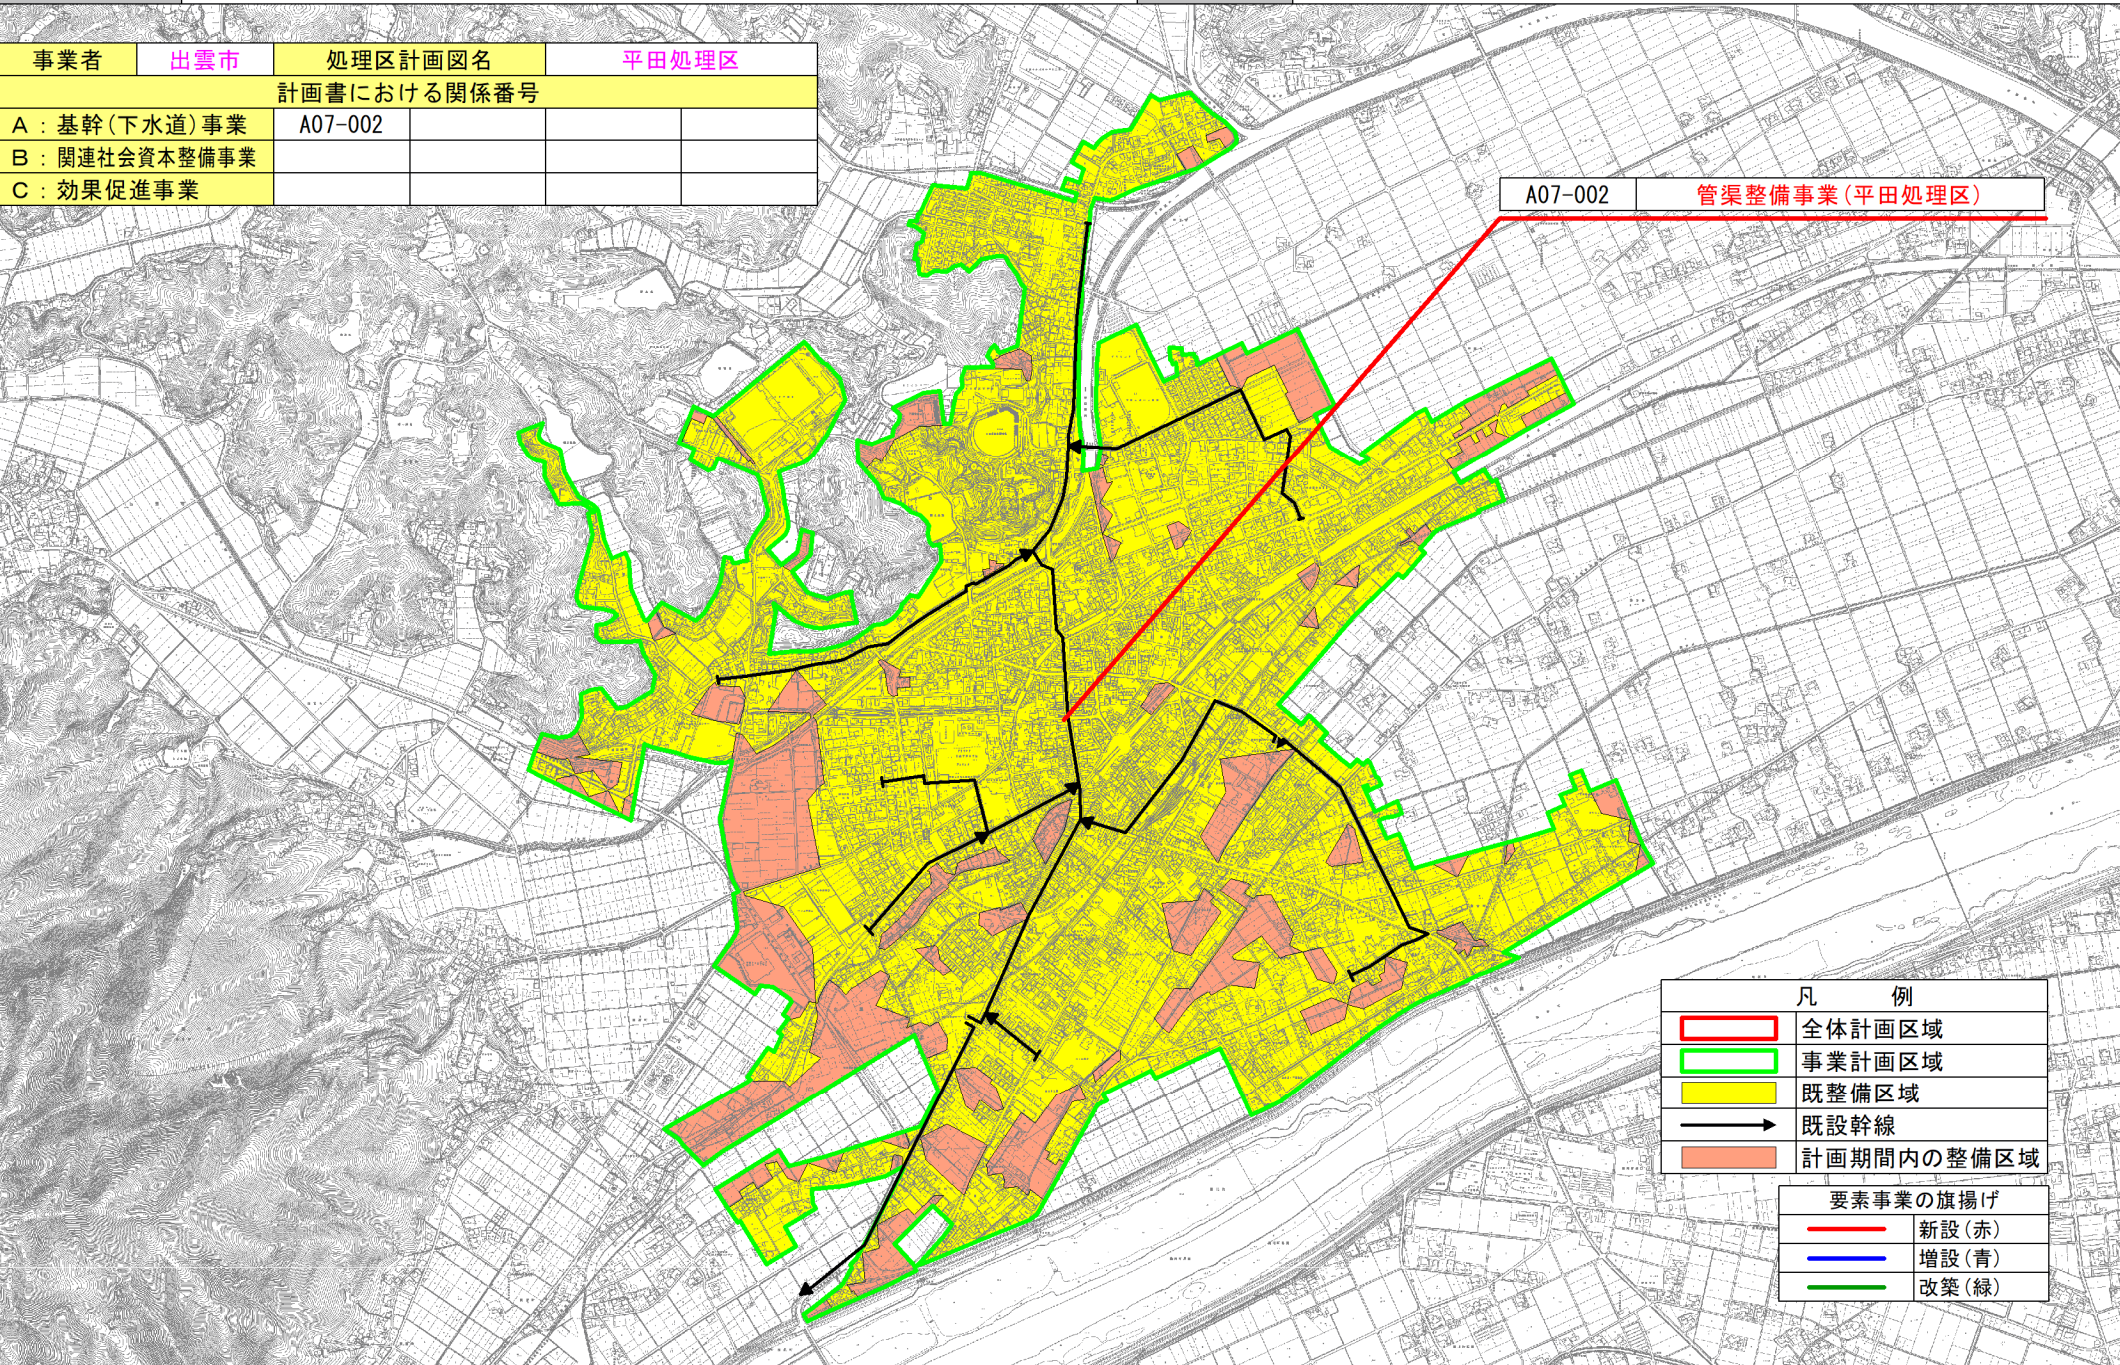 事業者 出雲市 処理区計画図名 平田処理区
計画書における関係番号
A：基幹(下水道)事業 A07-002
B：関連社会資本整備事業
C：効果促進事業
A07-002 管渠整備事業(平田処理区)
凡 例
全体計画区域
事業計画区域
既整備区域
既設幹線
計画期間内の整備区域
要素事業の旗揚げ
新設(赤)
増設(青)
改築(緑)